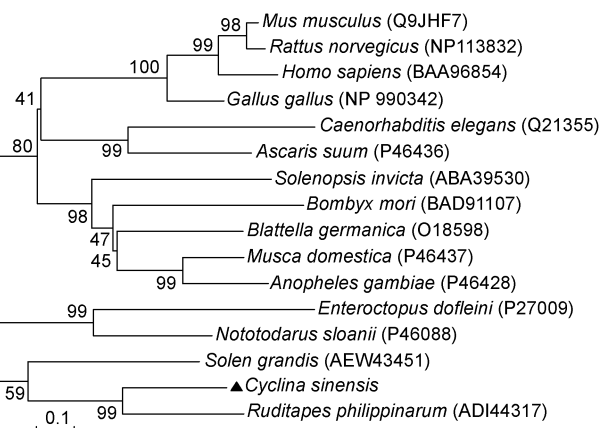 98 Mus musculus (Q9JHF7)
99 Rattus norvegicus (NP113832)
100 Homo sapiens (BAA96854)
41 Gallus gallus (NP 990342)
Caenorhabditis elegans (Q21355)
80 99 Ascaris suum (P46436)
Solenopsis invicta (ABA39530)
98 Bombyx mori (BAD91107)
47 Blattella germanica (O18598)
45 Musca domestica (P46437)
99 Anopheles gambiae (P46428)
99 Enteroctopus dofleini (P27009)
Nototodarus sloanii (P46088)
Solen grandis (AEW43451)
59 ▲Cyclina sinensis
99 Ruditapes philippinarum (ADI44317)
0.1